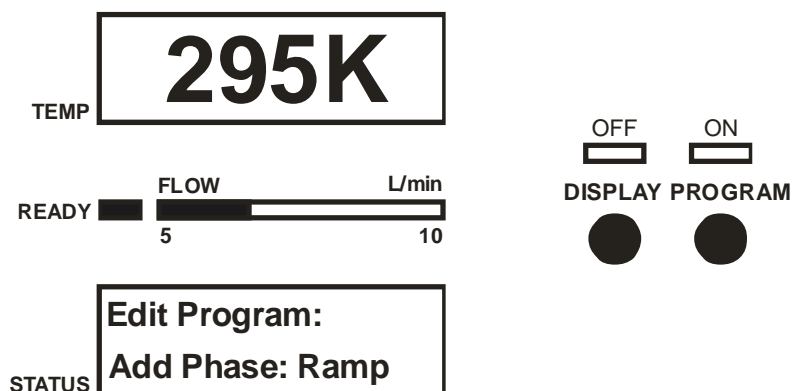 295K
TEMP
OFF ON
FLOW L/min
DISPLAY PROGRAM
READY
5 10
Edit Program:
Add Phase: Ramp
STATUS